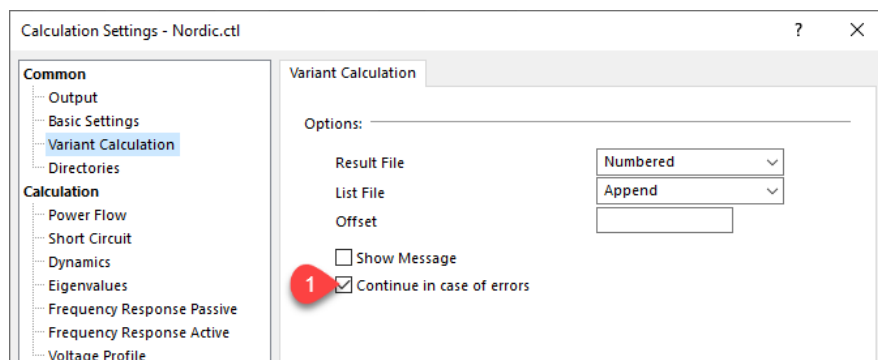 Calculation Settings - Nordic.ctl ?
Common
Output
Basic Settings
Variant Calculation
Directories
Calculation
Power Flow
Short Circuit
Dynamics
Eigenvalues
Frequency Response Passive
Frequency Response Active
Voltage Profile
Variant Calculation
Options:
Result File Numbered
List File Append
Offset
Show Message
1 Continue in case of errors